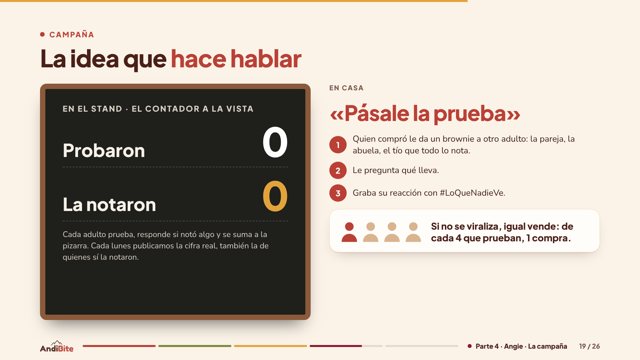 CAMPAÑA
La idea que hace hablar
EN EL STAND · EL CONTADOR A LA VISTA
Probaron 0
La notaron 0
Cada adulto prueba, responde si notó algo y se suma a la
pizarra. Cada lunes publicamos la cifra real, también la de
quienes sí la notaron.
EN CASA
«Pásale la prueba»
1 Quien compró le da un brownie a otro adulto: la pareja, la
abuela, el tío que todo lo nota.
2 Le pregunta qué lleva.
3 Graba su reacción con #LoQueNadieVe.
Si no se viraliza, igual vende: de
cada 4 que prueban, 1 compra.
AndiBite
Parte 4 · Angie · La campaña 19 / 26